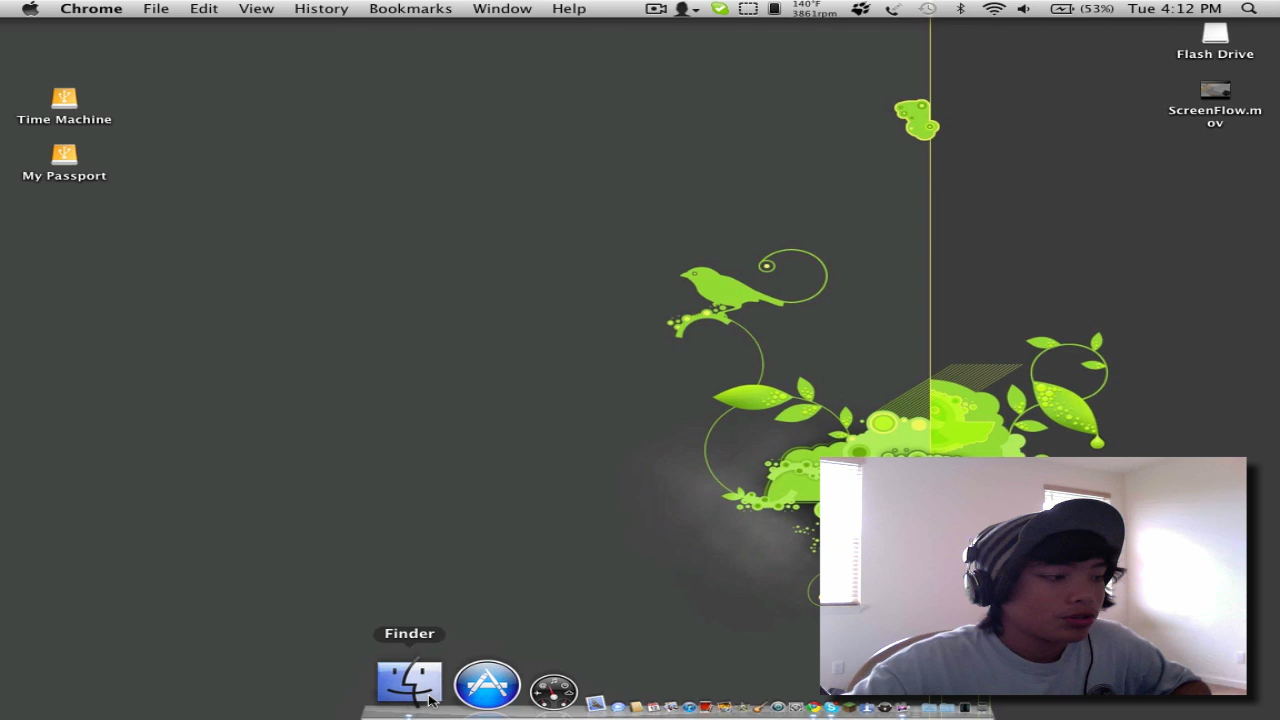 Chrome File Edit View History Bookmarks Window Help 140°F (53%) Tue 4:12 PM
3861rpm
Flash Drive
ScreenFlow.m
ov
Time Machine
My Passport
Finder